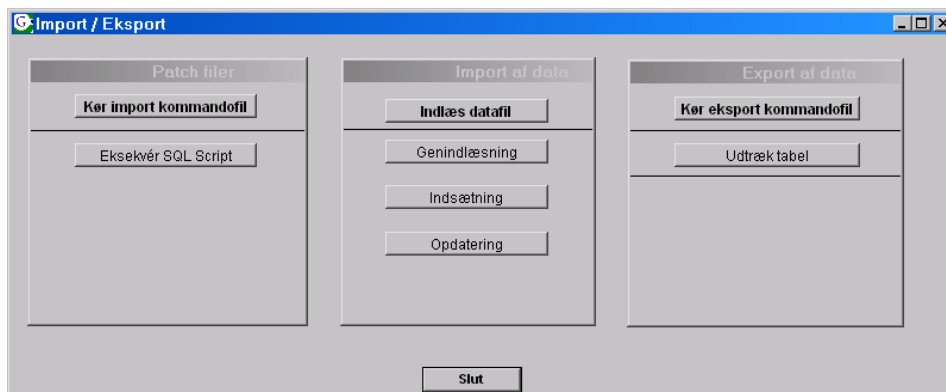 Import / Eksport
Patch filer
Kør import kommandofil
Eksekvér SQL Script
Import af data
Indlæs datafil
Genindlæsning
Indsætning
Opdatering
Export af data
Kør eksport kommandofil
Udtræk tabel
Slut